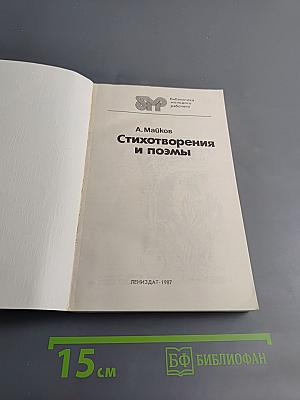 БМР
библиотека
молодого
рабочего
А. Майков
Стихотворения
и поэмы
ЛЕНИЗДАТ·1987
15 см
БФ БИБЛИОФАН